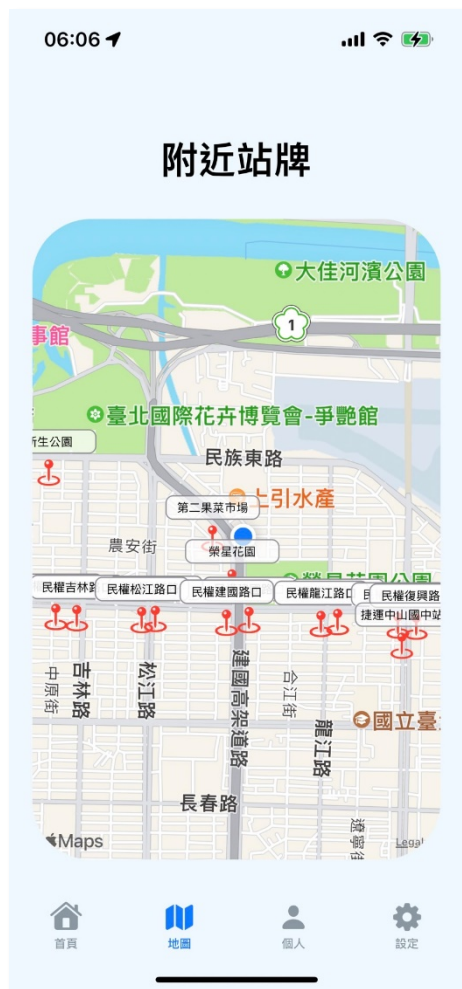 06:06
附近站牌
大佳河濱公園
1
事館
臺北國際花卉博覽會-爭艷館
新生公園
民族東路
上引水產
第二果菜市場
農安街
榮星花園
榮星花園公園
民權吉林路
民權松江路口
民權建國路口
民權龍江路口
民權復興路
捷運中山國中站
中原街
吉林路
松江路
建國高架道路
合江街
龍江路
國立臺
長春路
遼寧街
Maps
Legal
首頁
地圖
個人
設定